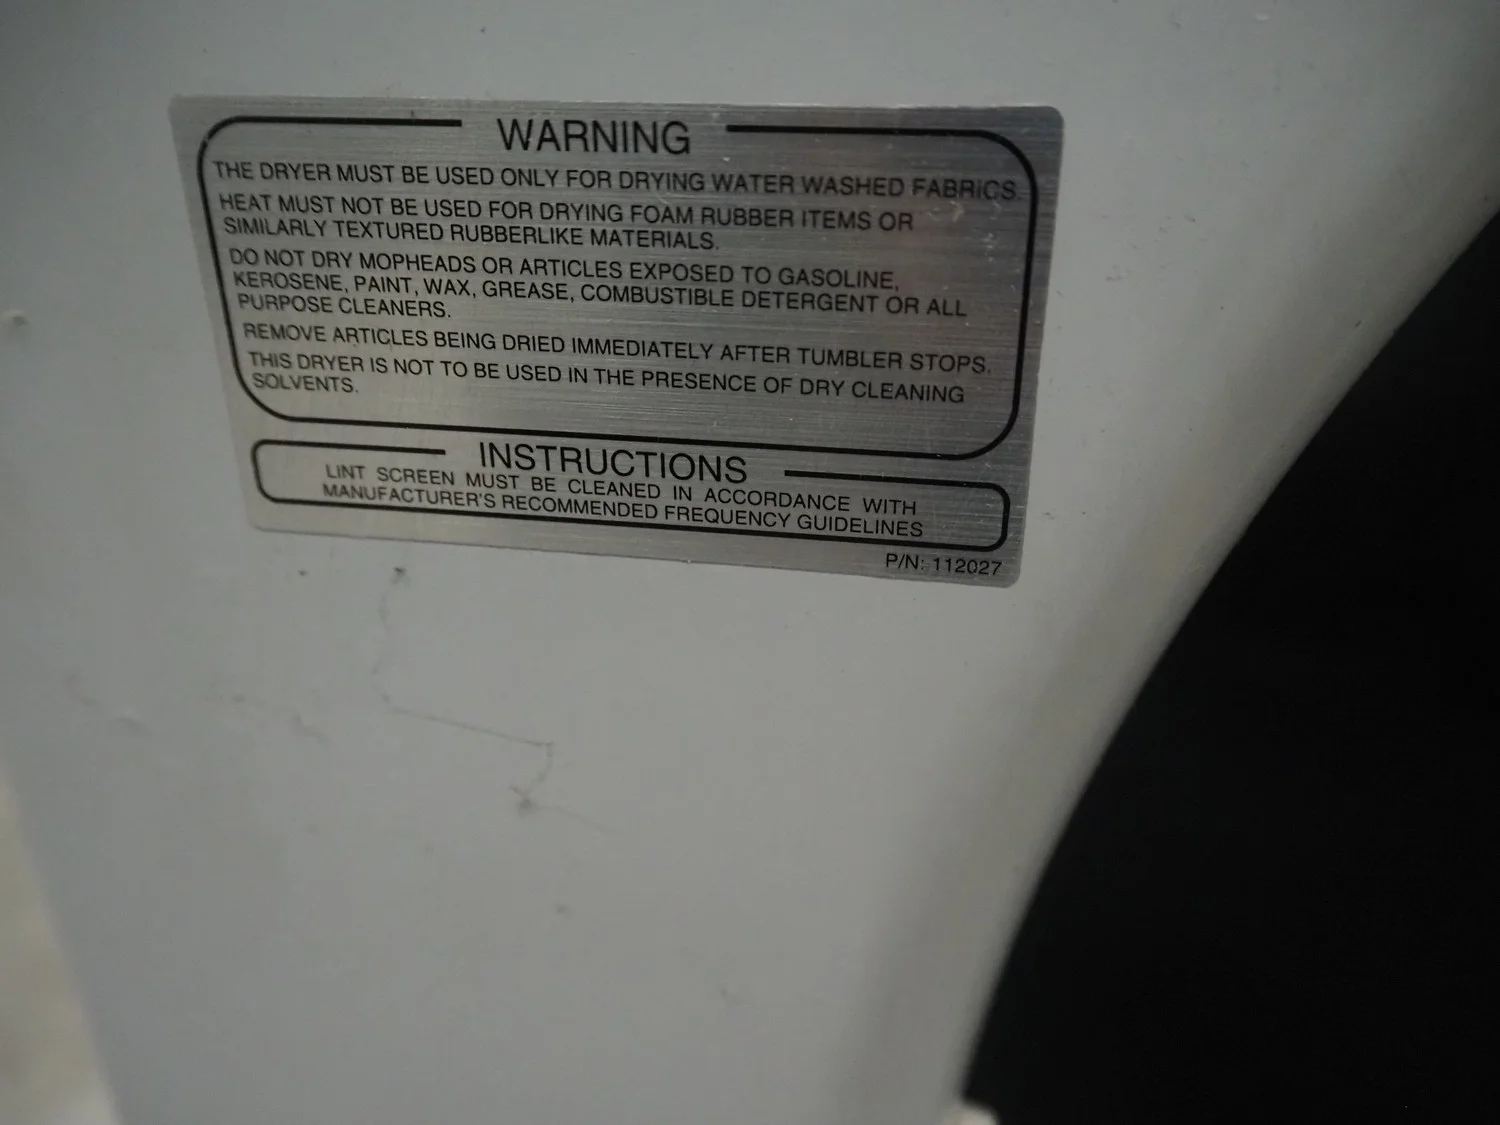 WARNING
THE DRYER MUST BE USED ONLY FOR DRYING WATER WASHED FABRICS.
HEAT MUST NOT BE USED FOR DRYING FOAM RUBBER ITEMS OR
SIMILARLY TEXTURED RUBBERLIKE MATERIALS.
DO NOT DRY MOPHEADS OR ARTICLES EXPOSED TO GASOLINE,
KEROSENE, PAINT, WAX, GREASE, COMBUSTIBLE DETERGENT OR ALL
PURPOSE CLEANERS.
REMOVE ARTICLES BEING DRIED IMMEDIATELY AFTER TUMBLER STOPS.
THIS DRYER IS NOT TO BE USED IN THE PRESENCE OF DRY CLEANING
SOLVENTS.
INSTRUCTIONS
LINT SCREEN MUST BE CLEANED IN ACCORDANCE WITH
MANUFACTURER'S RECOMMENDED FREQUENCY GUIDELINES
P/N: 112027